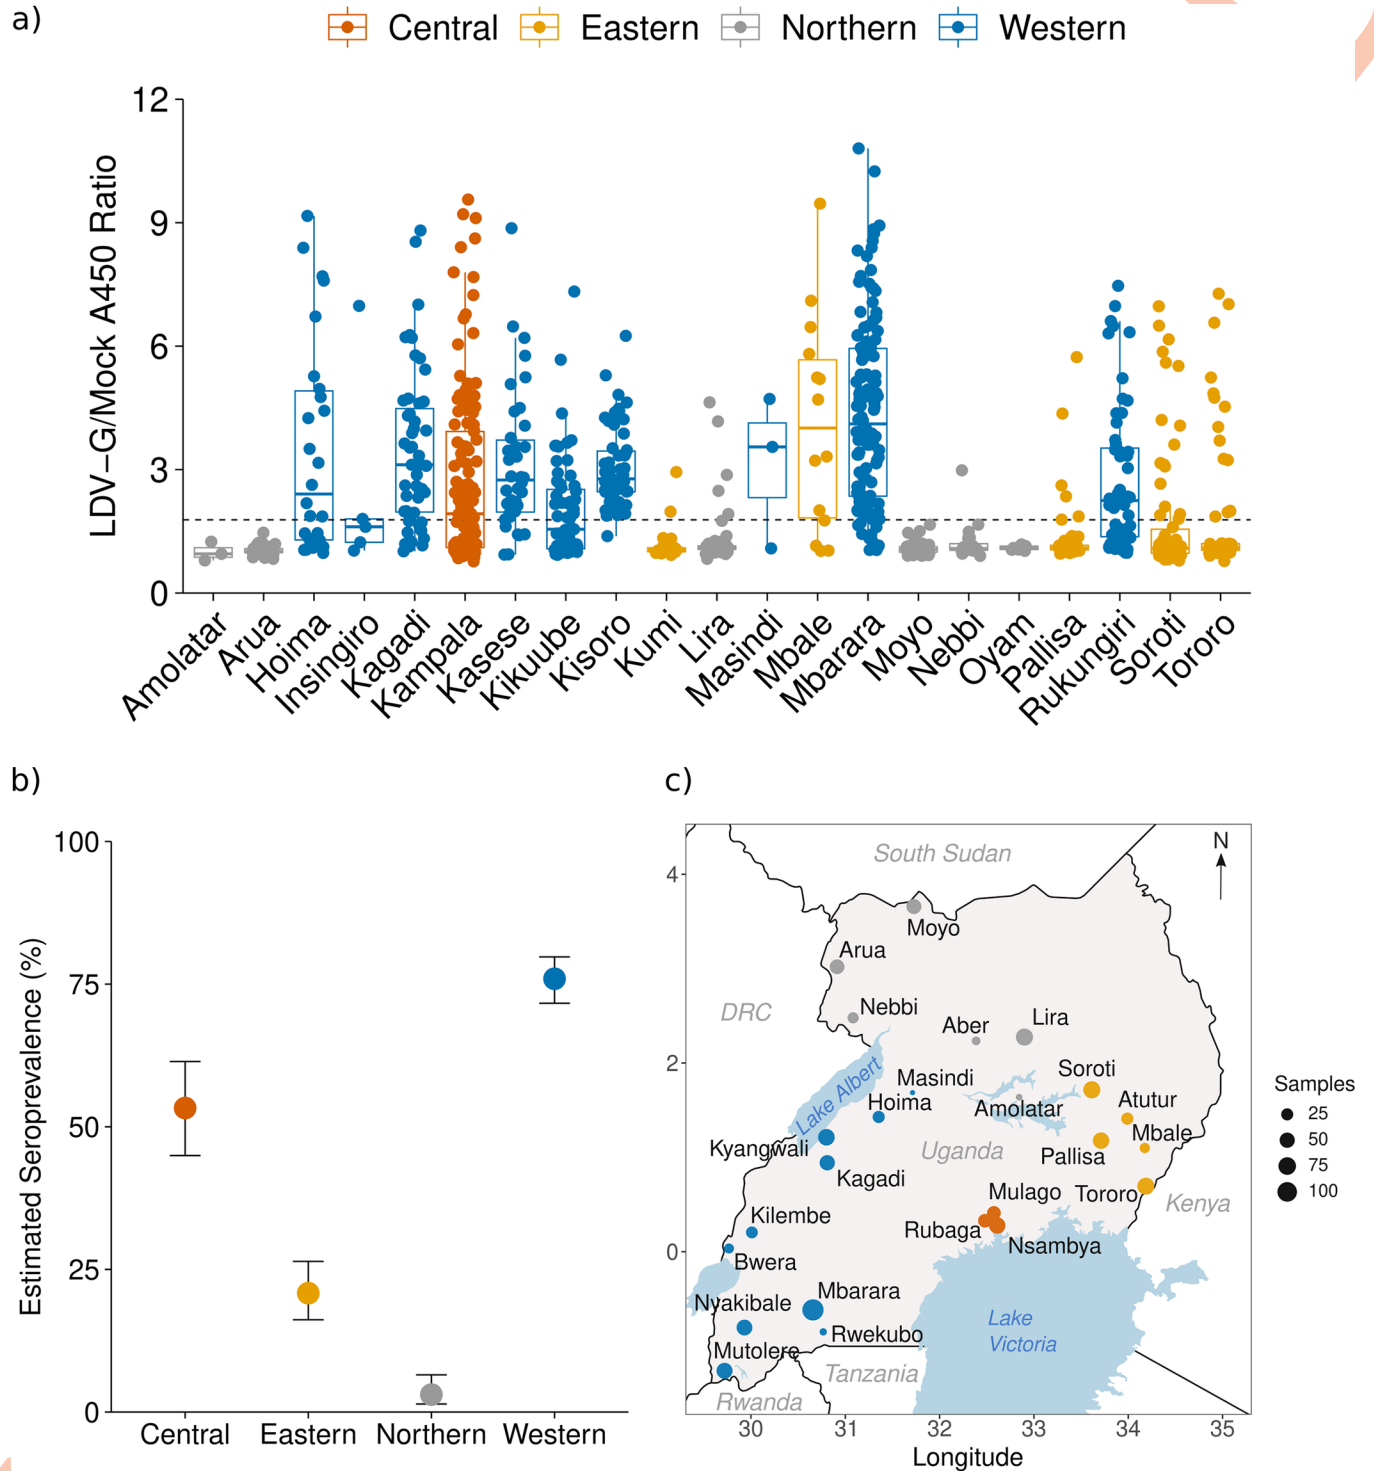 a)
Central Eastern Northern Western
LDV-G/Mock A450 Ratio
12
9
6
3
0
Amolatar
Arua
Hoima
Insingiro
Kagadi
Kampala
Kasese
Kikuube
Kisoro
Kumi
Lira
Masindi
Mbale
Mbarara
Moyo
Nebbi
Oyam
Pallisa
Rukungiri
Soroti
Tororo
b)
Estimated Seroprevalence (%)
100
75
50
25
0
Central Eastern Northern Western
c)
4
2
0
N
South Sudan
Moyo
Arua
DRC
Nebbi
Aber
Lira
Lake Albert
Masindi
Soroti
Hoima
Amolatar
Atutur
Mbale
Kyangwali
Uganda
Pallisa
Kagadi
Mulago
Tororo
Kenya
Kilembe
Rubaga
Nsambya
Bwera
Nyakibale
Mbarara
Lake
Victoria
Rwekubo
Mutolere
Tanzania
Rwanda
30 31 32 33 34 35
Longitude
Samples
25
50
75
100